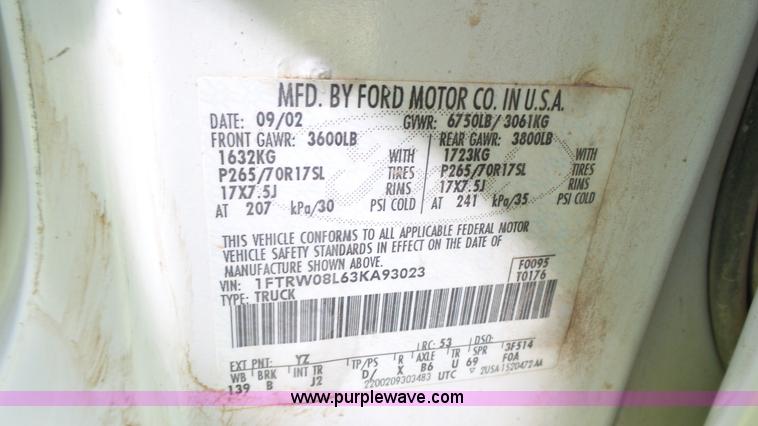 MFD. BY FORD MOTOR CO. IN U.S.A.
DATE: 09/02 GVWR: 6750LB/ 3061KG
FRONT GAWR: 3600LB REAR GAWR: 3800LB
1632KG WITH 1723KG WITH
P265/70R17SL TIRES P265/70R17SL TIRES
17X7.5J RIMS 17X7.5J RIMS
AT 207 kPa/30 PSI COLD AT 241 kPa/35 PSI COLD
THIS VEHICLE CONFORMS TO ALL APPLICABLE FEDERAL MOTOR
VEHICLE SAFETY STANDARDS IN EFFECT ON THE DATE OF
MANUFACTURE SHOWN ABOVE.
VIN: 1FTRW08L63KA93023 F0095
TYPE: TRUCK T0176
EXT PNT: YZ RC: 53 DSO:
WB BRK INT TR TP/PS R AXLE TR SPR 3F514
139 B J2 D/ X B6 U 69 F0A
2200209303483 UTC 2USA-1520472AA
www.purplewave.com